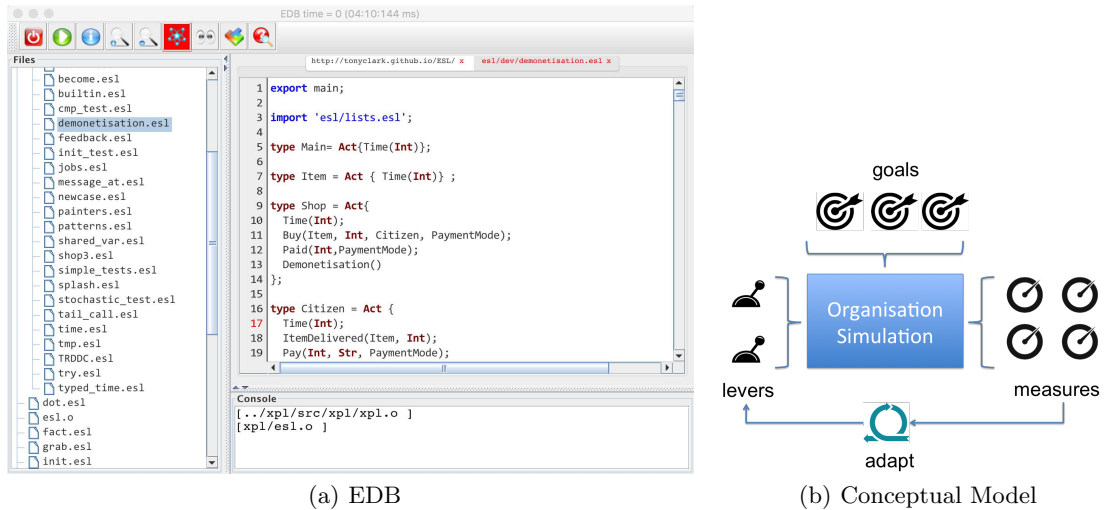 EDB time = 0 (04:10:144 ms)
Files
become.esl
builtin.esl
cmp_test.esl
demonetisation.esl
feedback.esl
init_test.esl
jobs.esl
message_at.esl
newcase.esl
painters.esl
patterns.esl
shared_var.esl
shop3.esl
simple_tests.esl
splash.esl
stochastic_test.esl
tail_call.esl
time.esl
tmp.esl
TRDDC.esl
try.esl
typed_time.esl
dot.esl
esl.o
fact.esl
grab.esl
init.esl
http://tonyclark.github.io/ESL/ x esl/dev/demonetisation.esl x
1 export main;
2
3 import 'esl/lists.esl';
4
5 type Main= Act{Time(Int)};
6
7 type Item = Act { Time(Int)} ;
8
9 type Shop = Act{
10 Time(Int);
11 Buy(Item, Int, Citizen, PaymentMode);
12 Paid(Int,PaymentMode);
13 Demonetisation()
14 };
15
16 type Citizen = Act {
17 Time(Int);
18 ItemDelivered(Item, Int);
19 Pay(Int, Str, PaymentMode);
Console
[../xpl/src/xpl/xpl.o ]
[xpl/esl.o ]
(a) EDB
goals
Organisation
Simulation
levers
measures
adapt
(b) Conceptual Model